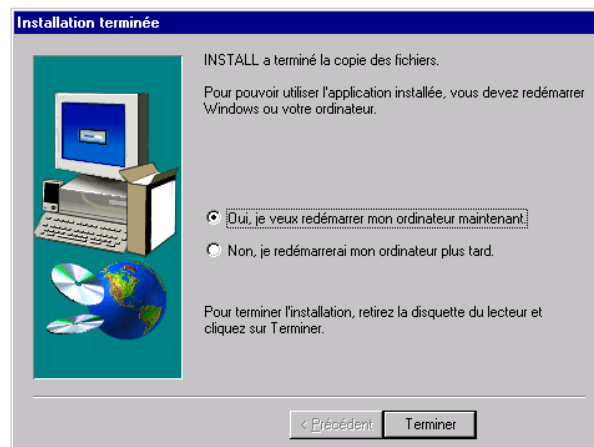 Installation terminée
INSTALL a terminé la copie des fichiers.
Pour pouvoir utiliser l'application installée, vous devez redémarrer
Windows ou votre ordinateur.
Oui, je veux redémarrer mon ordinateur maintenant.
Non, je redémarrerai mon ordinateur plus tard.
Pour terminer l'installation, retirez la disquette du lecteur et
cliquez sur Terminer.
< Précédent
Terminer